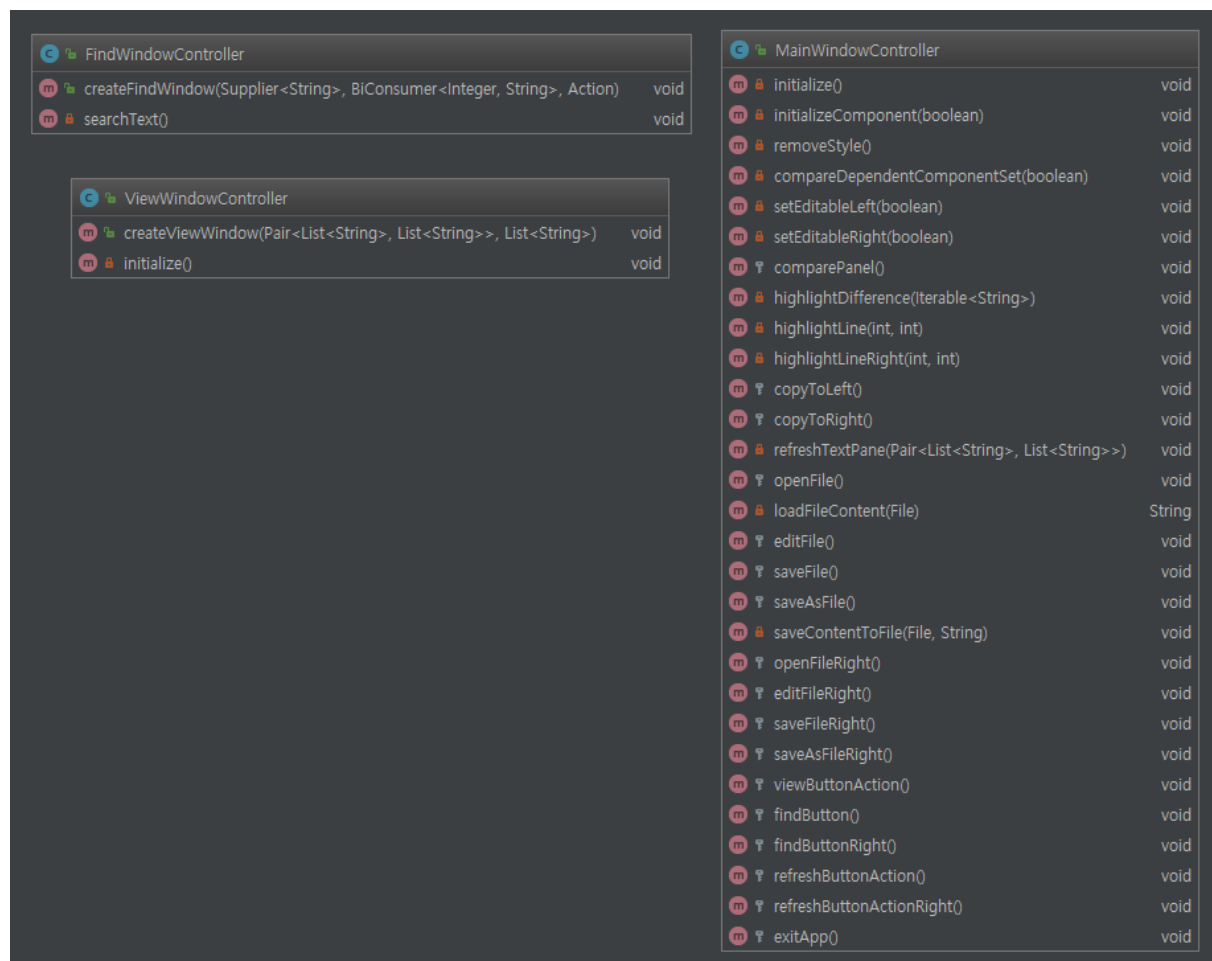 FindWindowController
createFindWindow(Supplier<String>, BiConsumer<Integer, String>, Action) void
searchText() void
ViewWindowController
createViewWindow(Pair<List<String>, List<String>>, List<String>) void
initialize() void
MainWindowController
initialize() void
initializeComponent(boolean) void
removeStyle() void
compareDependentComponentSet(boolean) void
setEditableLeft(boolean) void
setEditableRight(boolean) void
comparePanel() void
highlightDifference(Iterable<String>) void
highlightLine(int, int) void
highlightLineRight(int, int) void
copyToLeft() void
copyToRight() void
refreshTextPane(Pair<List<String>, List<String>>) void
openFile() void
loadFileContent(File) String
editFile() void
saveFile() void
saveAsFile() void
saveContentToFile(File, String) void
openFileRight() void
editFileRight() void
saveFileRight() void
saveAsFileRight() void
viewButtonAction() void
findButton() void
findButtonRight() void
refreshButtonAction() void
refreshButtonActionRight() void
exitApp() void